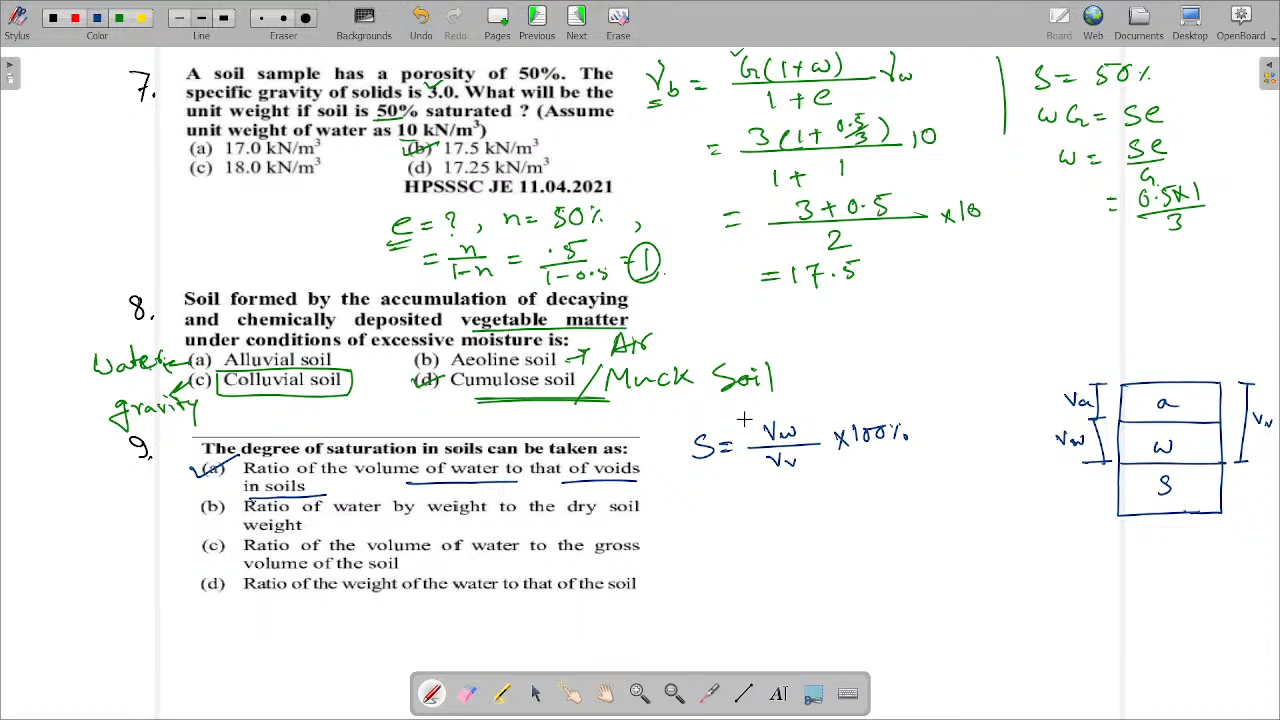 Stylus
Color
Line
Eraser
Backgrounds
Undo
Redo
Pages
Previous
Next
Erase
Board
Web
Documents
Desktop
OpenBoard
7.
A soil sample has a porosity of 50%. The
specific gravity of solids is 3.0. What will be the
unit weight if soil is 50% saturated ? (Assume
unit weight of water as 10 kN/m³)
(a) 17.0 kN/m³ (b) 17.5 kN/m³
(c) 18.0 kN/m³ (d) 17.25 kN/m³
HPSSSC JE 11.04.2021
e = ? , n = 50% ,
= n/1-n = .5/1-0.5 = 1
γb = G(1+w)/1+e γw
= 3(1+0.5/3)/1+1 10
= 3+0.5/2 ×10
= 17.5
S = 50%
wG = Se
w = Se/G
= 0.5×1/3
8.
Soil formed by the accumulation of decaying
and chemically deposited vegetable matter
under conditions of excessive moisture is:
water (a) Alluvial soil (b) Aeoline soil → Air
(c) Colluvial soil (d) Cumulose soil / Muck Soil
gravity
9.
The degree of saturation in soils can be taken as:
(a) Ratio of the volume of water to that of voids
in soils
(b) Ratio of water by weight to the dry soil
weight
(c) Ratio of the volume of water to the gross
volume of the soil
(d) Ratio of the weight of the water to that of the soil
S = Vw/Vv ×100%
Va a Vv
Vw w
S